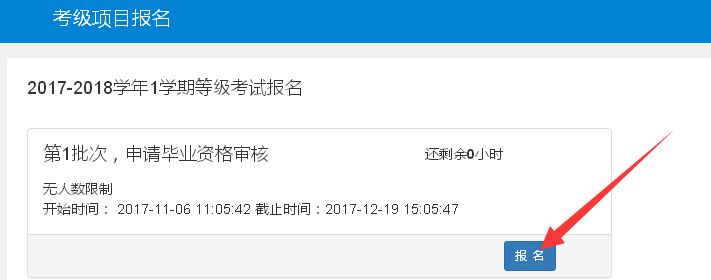 考级项目报名
2017-2018学年1学期等级考试报名
第1批次，申请毕业资格审核
还剩余0小时
无人数限制
开始时间： 2017-11-06 11:05:42 截止时间：2017-12-19 15:05:47
报 名